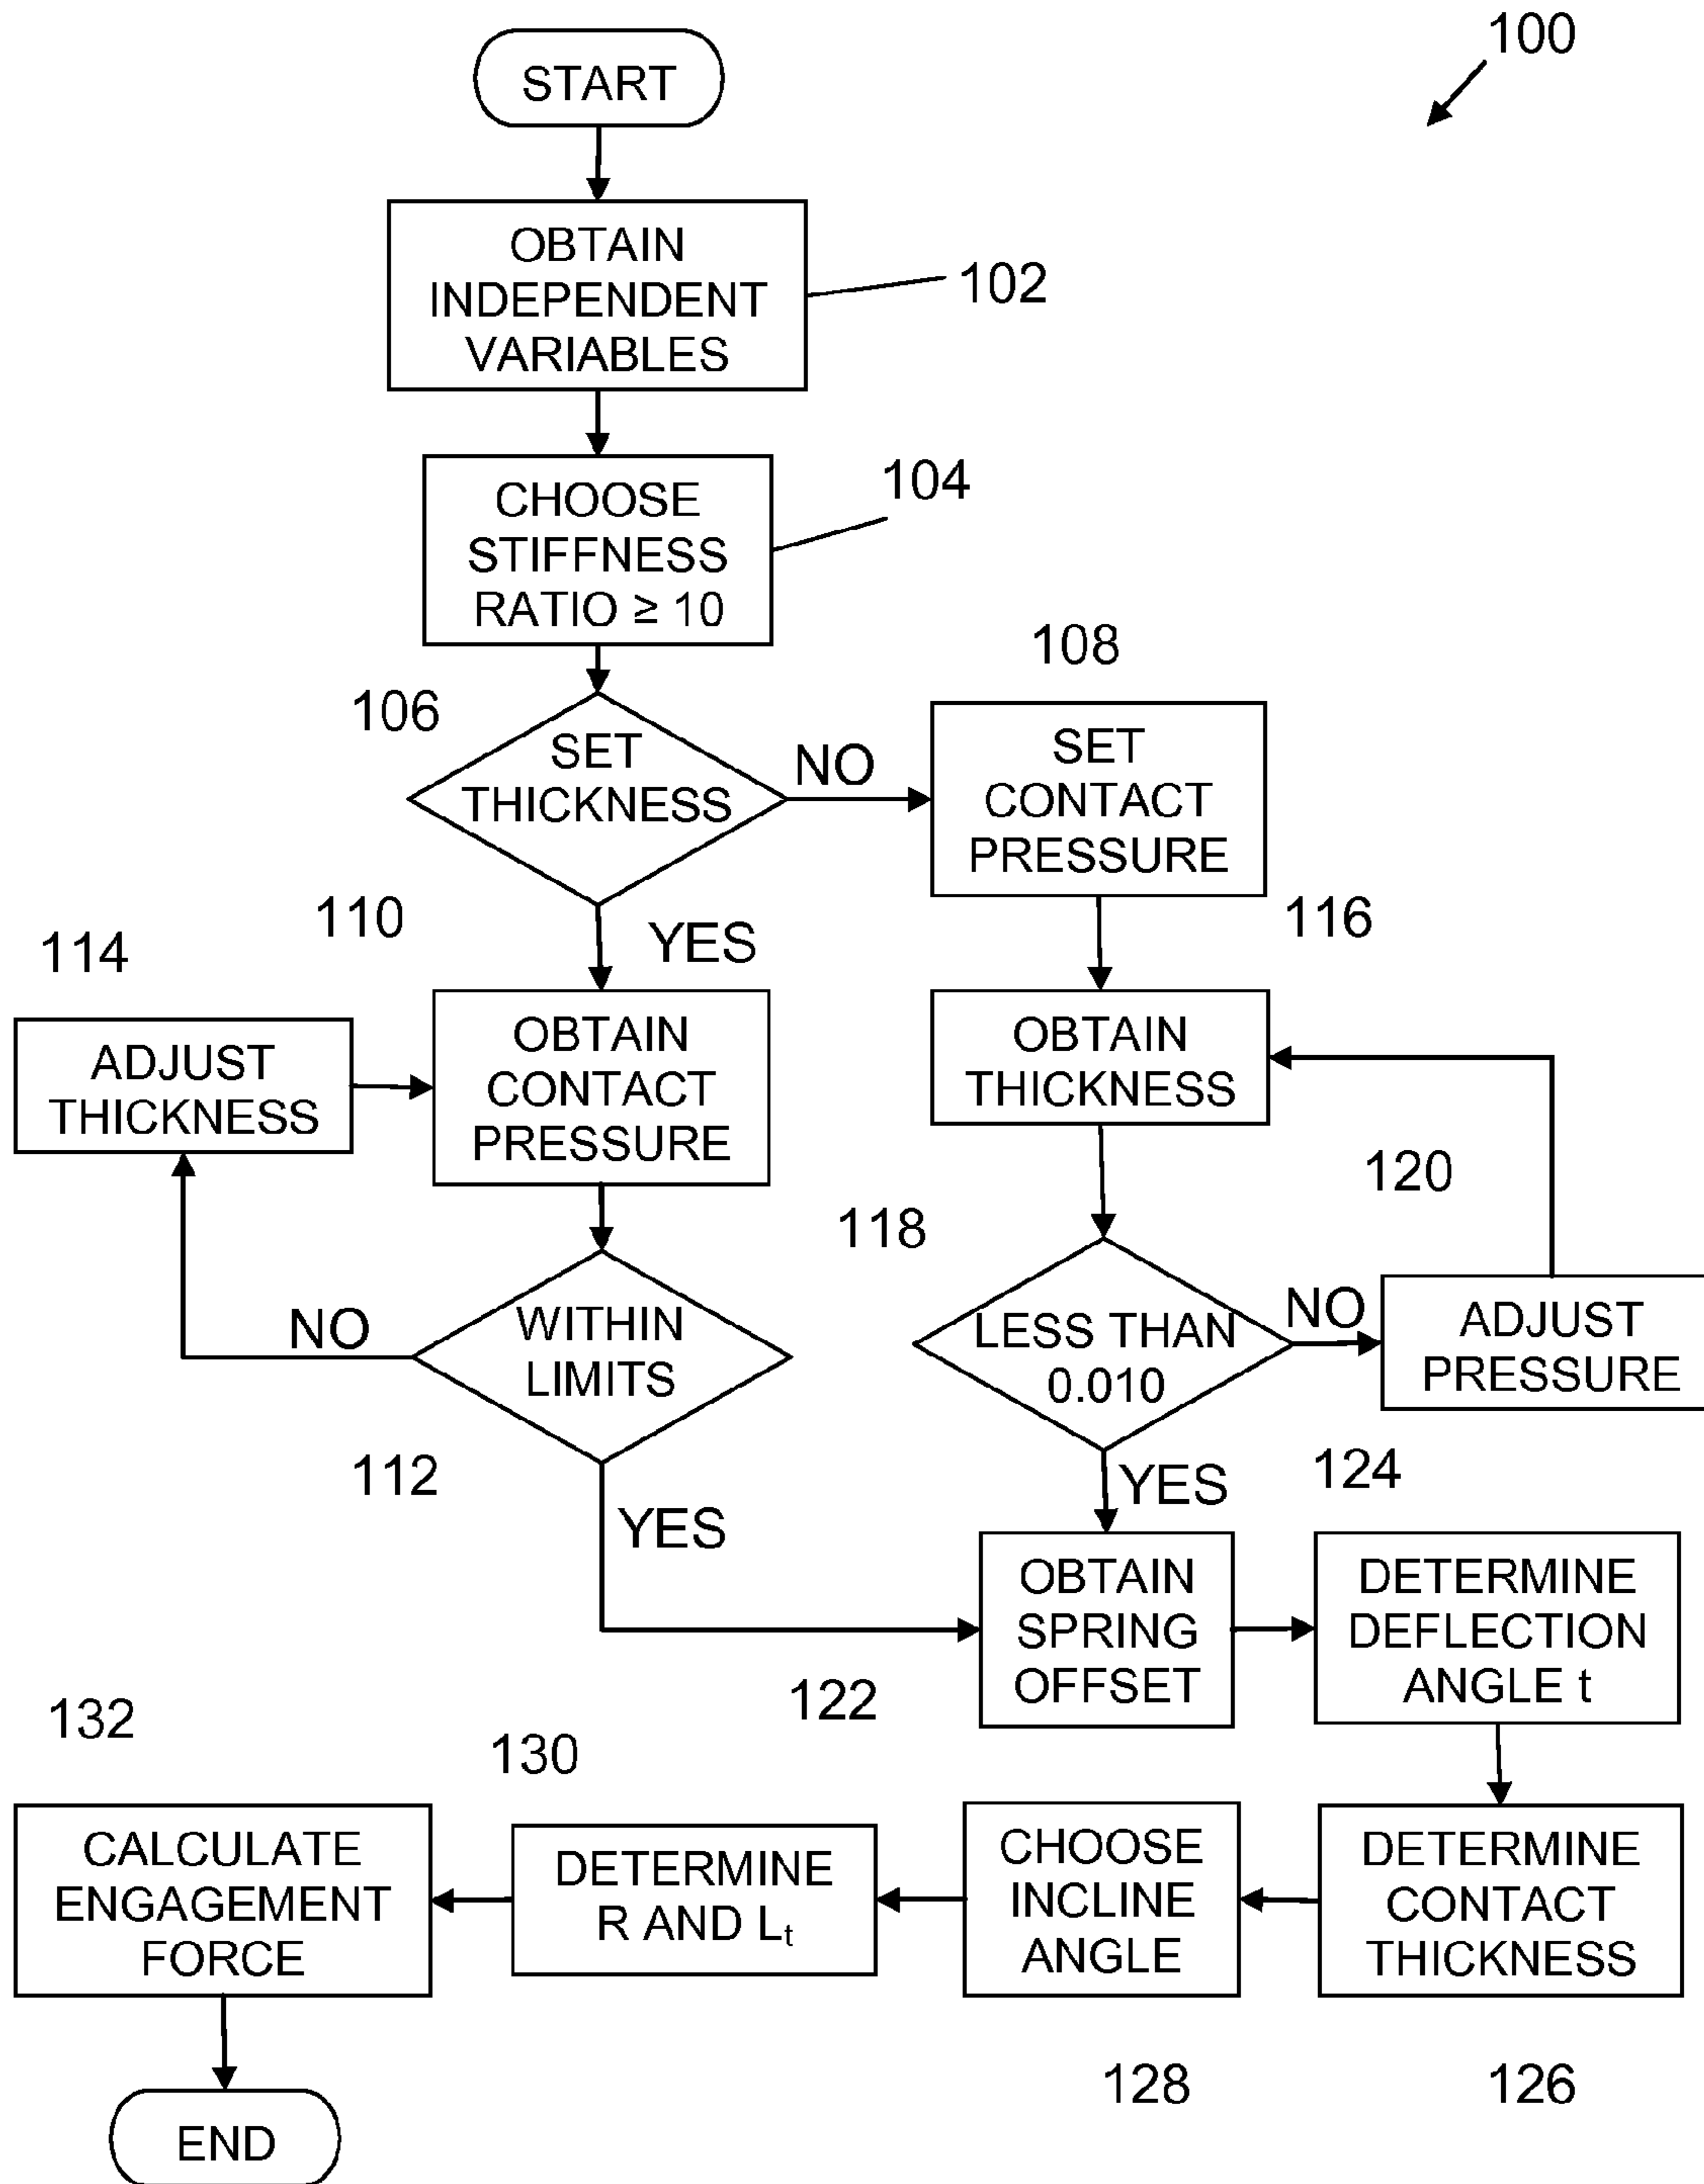 100
START
OBTAIN
INDEPENDENT
VARIABLES
102
CHOOSE
STIFFNESS
RATIO ≥ 10
104
106
SET
THICKNESS
NO
108
SET
CONTACT
PRESSURE
110
YES
116
114
ADJUST
THICKNESS
OBTAIN
CONTACT
PRESSURE
OBTAIN
THICKNESS
120
118
NO
WITHIN
LIMITS
LESS THAN
0.010
NO
ADJUST
PRESSURE
112
YES
YES
124
OBTAIN
SPRING
OFFSET
DETERMINE
DEFLECTION
ANGLE t
122
132
130
CALCULATE
ENGAGEMENT
FORCE
DETERMINE
R AND Lₜ
CHOOSE
INCLINE
ANGLE
DETERMINE
CONTACT
THICKNESS
128
126
END